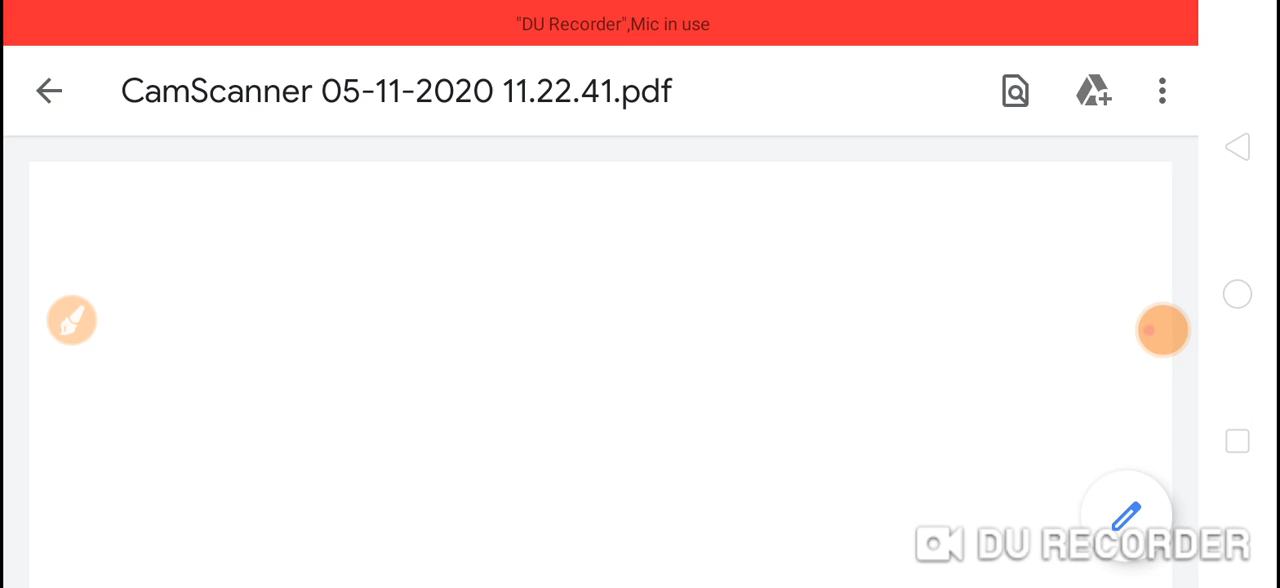 "DU Recorder",Mic in use
CamScanner 05-11-2020 11.22.41.pdf
DU RECORDER